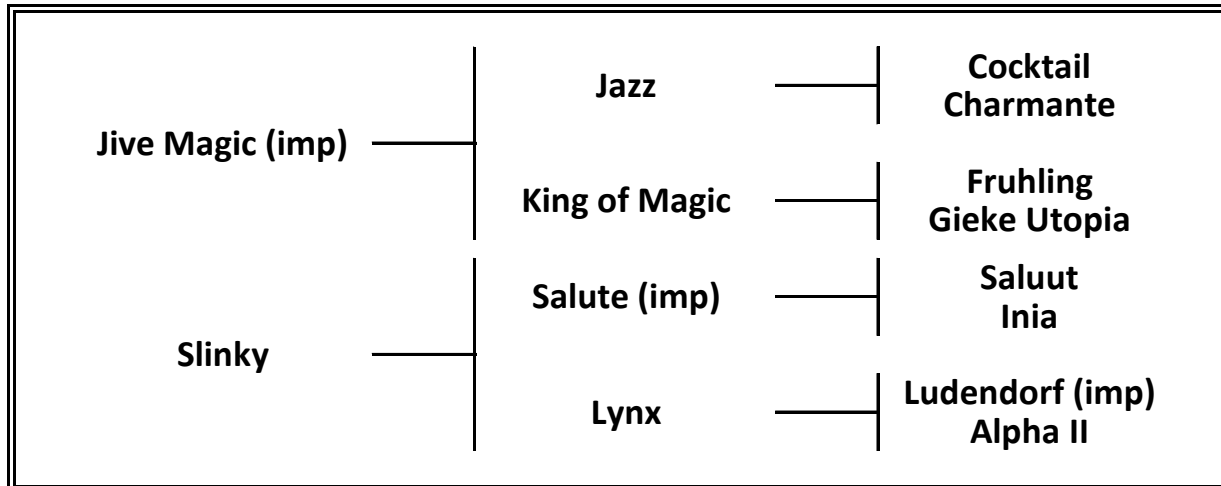 Jive Magic (imp)
Jazz
Cocktail
Charmante
King of Magic
Fruhling
Gieke Utopia
Slinky
Salute (imp)
Saluut
Inia
Lynx
Ludendorf (imp)
Alpha II